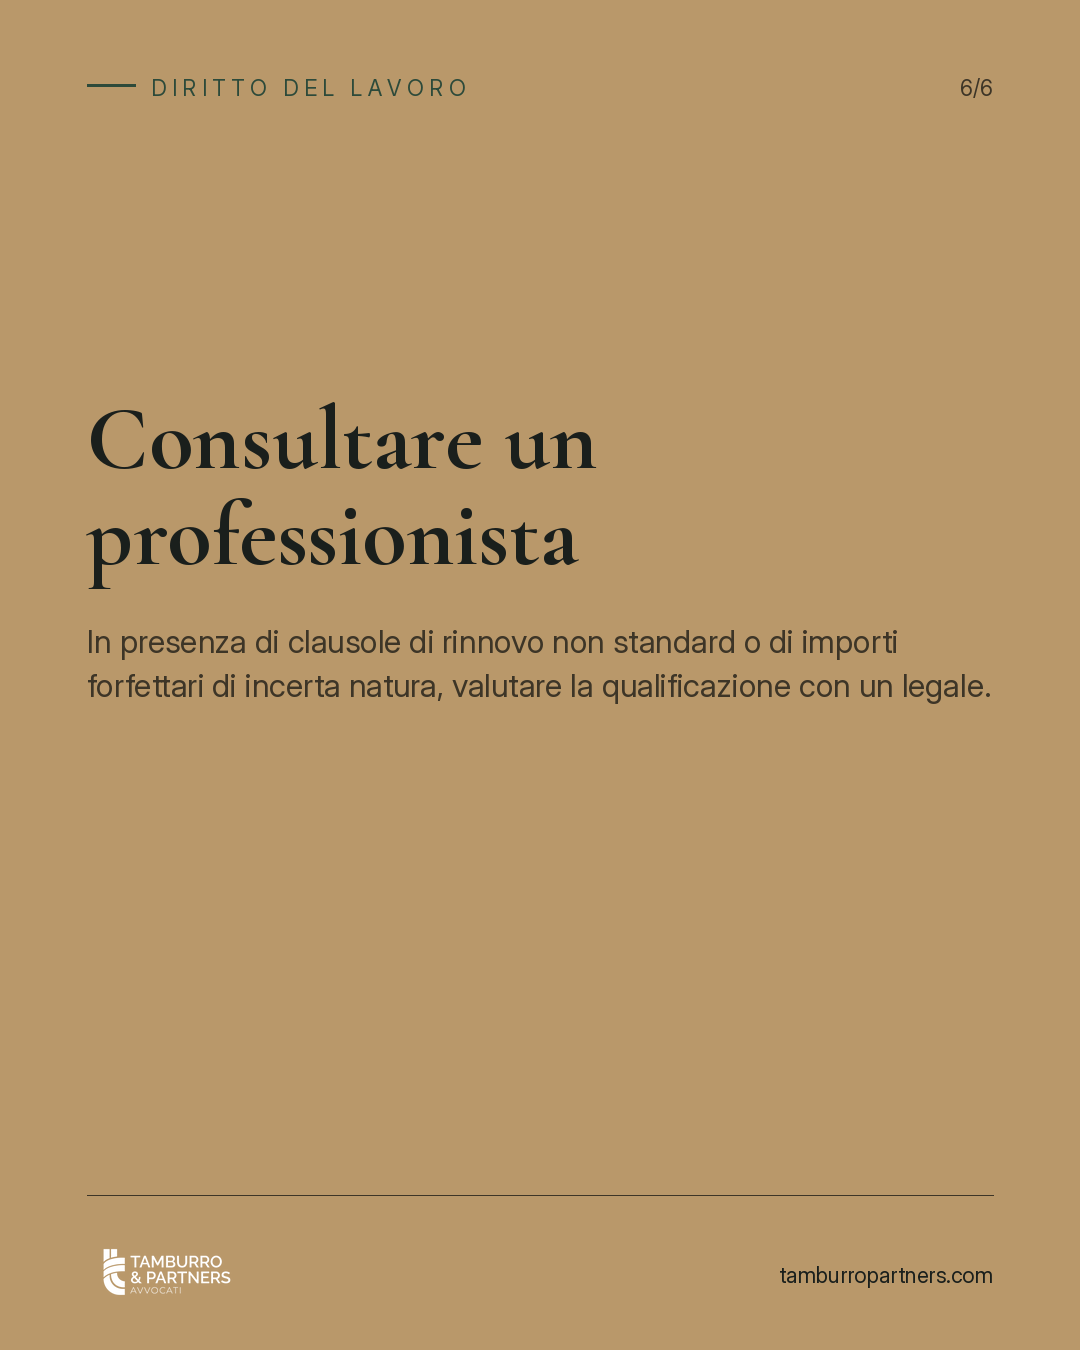 DIRITTO DEL LAVORO
6/6
Consultare un
professionista
In presenza di clausole di rinnovo non standard o di importi
forfettari di incerta natura, valutare la qualificazione con un legale.
TAMBURRO
& PARTNERS
AVVOCATI
tamburropartners.com